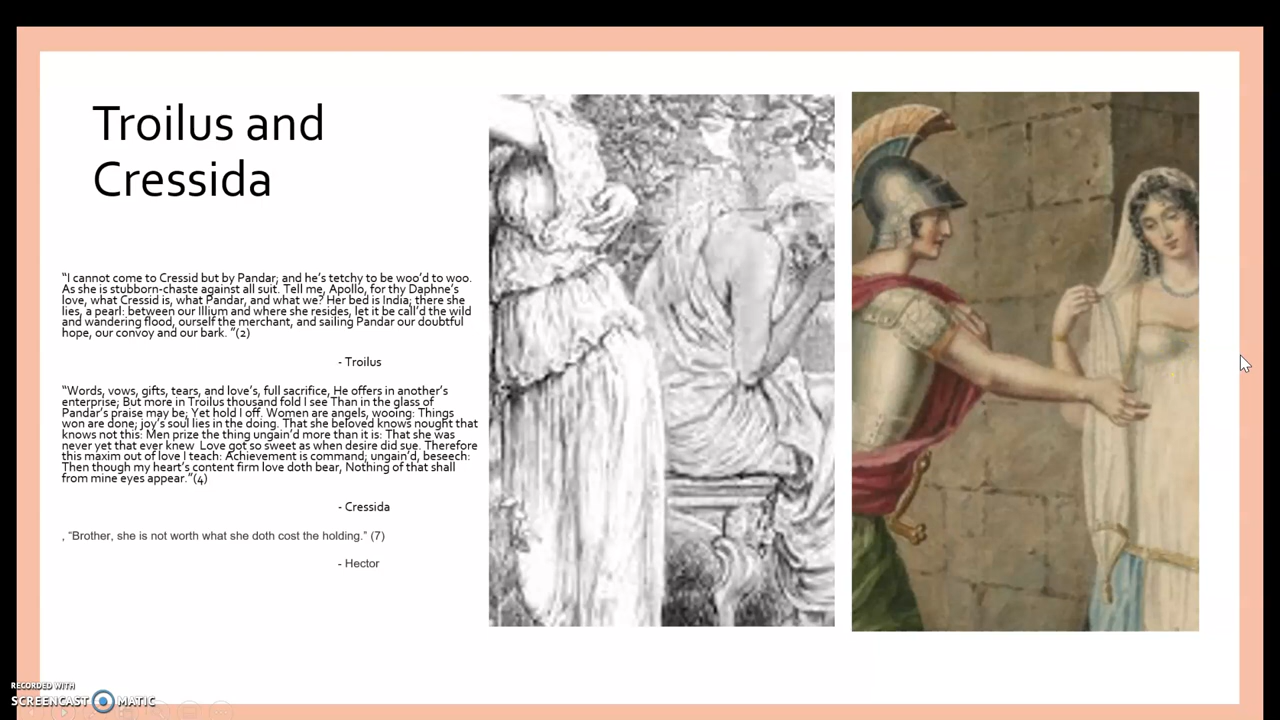 Troilus and
Cressida
“I cannot come to Cressid but by Pandar; and he’s tetchy to be woo’d to woo.
As she is stubborn-chaste against all suit. Tell me, Apollo, for thy Daphne’s
love, what Cressid is, what Pandar, and what we? Her bed is India; there she
lies, a pearl: between our Illium and where she resides, let it be call’d the wild
and wandering flood, ourself the merchant, and sailing Pandar our doubtful
hope, our convoy and our bark. ”(2)
- Troilus
“Words, vows, gifts, tears, and love’s, full sacrifice, He offers in another’s
enterprise; But more in Troilus thousand fold I see Than in the glass of
Pandar’s praise may be; Yet hold I off. Women are angels, wooing: Things
won are done; joy’s soul lies in the doing. That she beloved knows nought that
knows not this: Men prize the thing ungain’d more than it is: That she was
never yet that ever knew Love got so sweet as when desire did sue. Therefore
this maxim out of love I teach: Achievement is command; ungain’d, beseech:
Then though my heart’s content firm love doth bear, Nothing of that shall
from mine eyes appear.”(4)
- Cressida
, “Brother, she is not worth what she doth cost the holding.” (7)
- Hector
RECORDED WITH
SCREENCAST MATIC